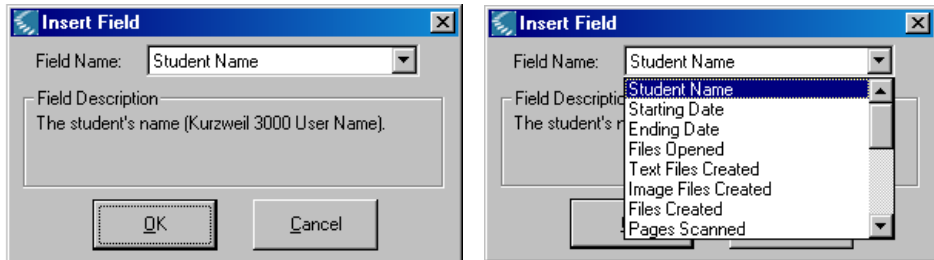 Insert Field
Field Name: Student Name
Field Description
The student's name (Kurzweil 3000 User Name).
OK Cancel
Insert Field
Field Name: Student Name
Student Name
Field Descriptio
Starting Date
The student's n
Ending Date
Files Opened
Text Files Created
Image Files Created
Files Created
Pages Scanned